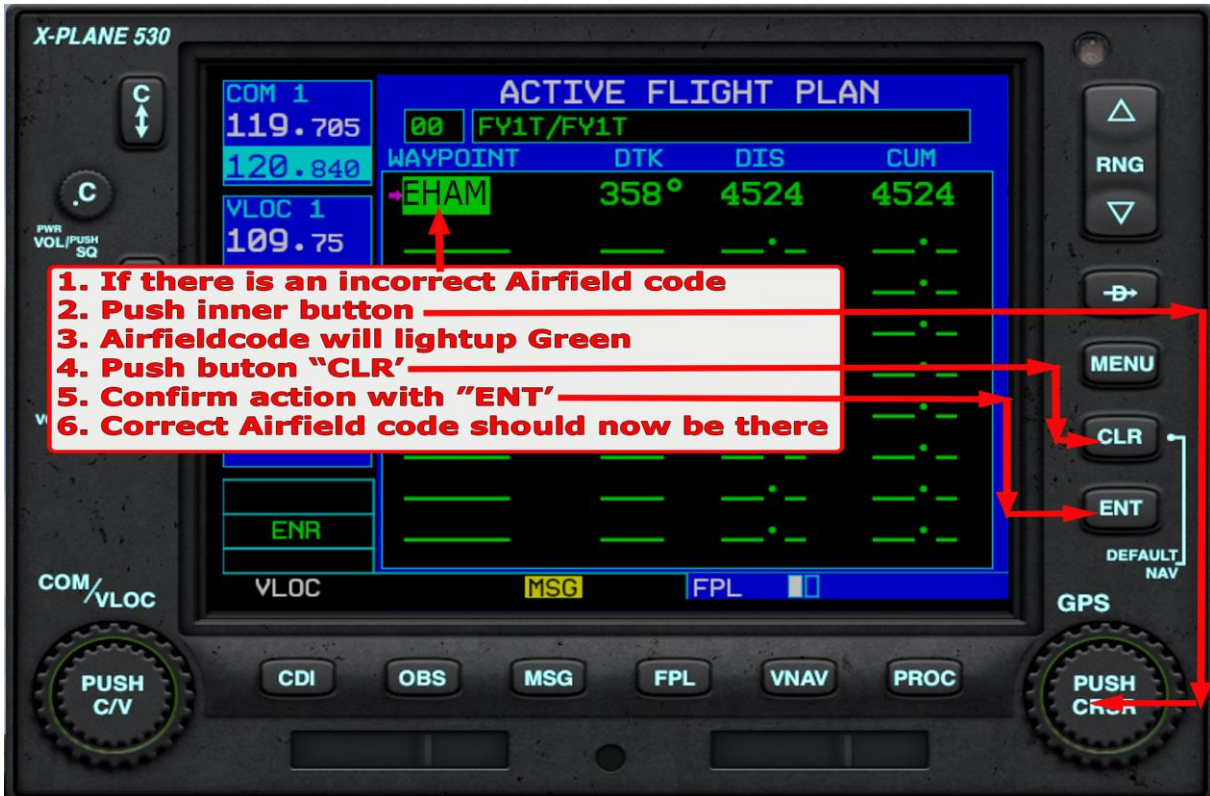 X-PLANE 530
C
COM 1
119.705
120.840
VLOC 1
109.75
ACTIVE FLIGHT PLAN
00 FY1T/FY1T
WAYPOINT DTK DIS CUM
EHAM 358° 4524 4524
RNG
.C
PWR
VOL/PUSH
SQ
1. If there is an incorrect Airfield code
2. Push inner button
3. Airfieldcode will lightup Green
4. Push buton “CLR’
5. Confirm action with ”ENT’
6. Correct Airfield code should now be there
D
MENU
CLR
ENT
DEFAULT
NAV
ENR
VLOC MSG FPL
COM/VLOC
GPS
PUSH
C/V
CDI OBS MSG FPL VNAV PROC
PUSH
CRSR